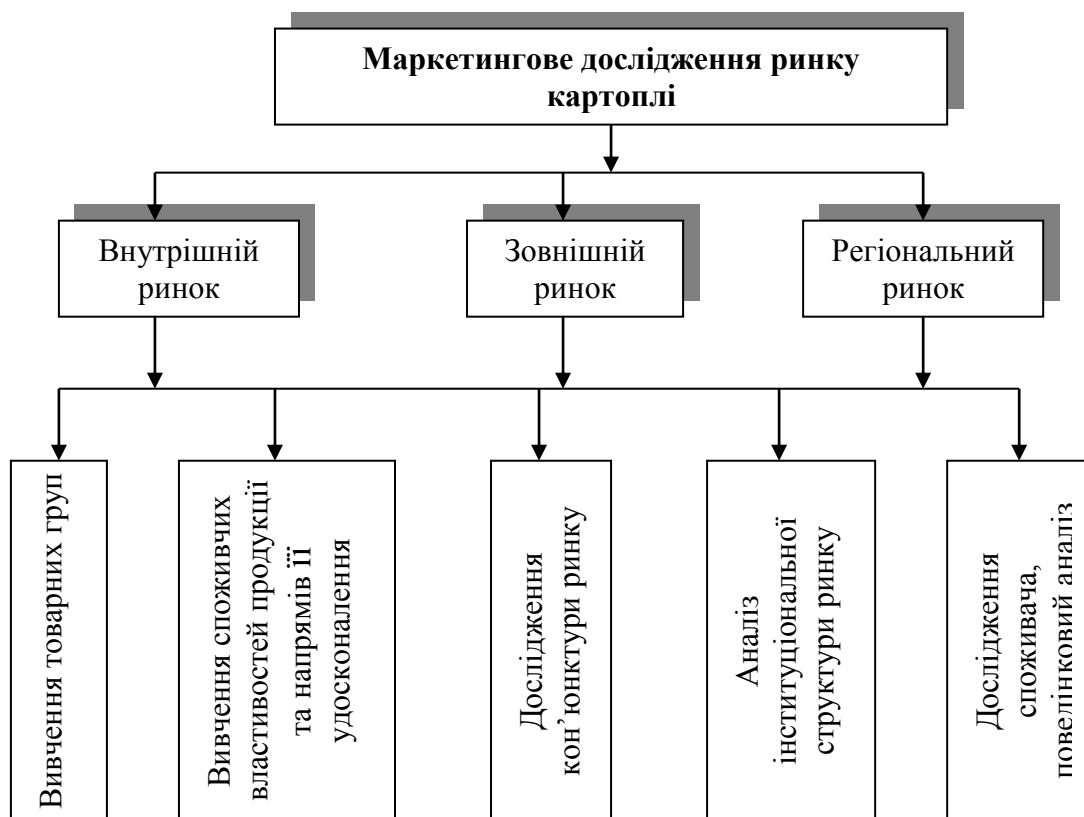 Маркетингове дослідження ринку
картоплі
Внутрішній
ринок
Зовнішній
ринок
Регіональний
ринок
Вивчення товарних груп
Вивчення споживчих
властивостей продукції
та напрямів її
удосконалення
Дослідження
кон’юнктури ринку
Аналіз
інституціональної
структури ринку
Дослідження
споживача,
поведінковий аналіз